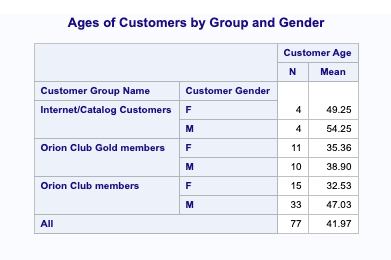 Ages of Customers by Group and Gender
Customer Age
N Mean
Customer Group Name Customer Gender
Internet/Catalog Customers F 4 49.25
M 4 54.25
Orion Club Gold members F 11 35.36
M 10 38.90
Orion Club members F 15 32.53
M 33 47.03
All 77 41.97